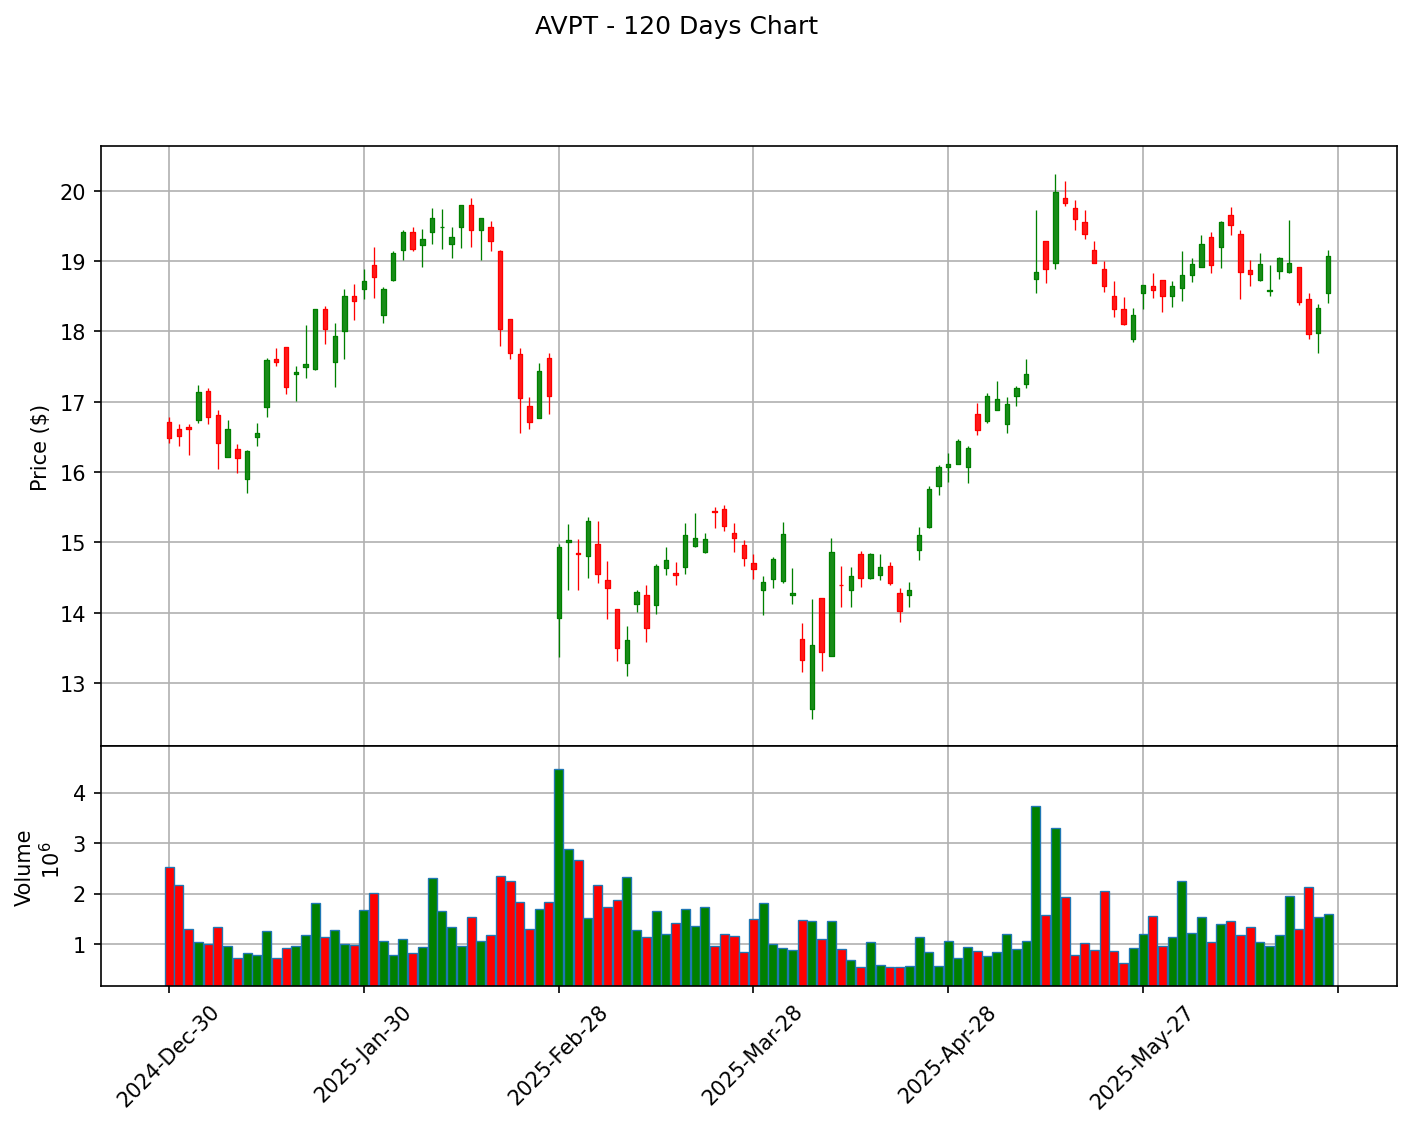 AVPT - 120 Days Chart
Price ($)
20
19
18
17
16
15
14
13
Volume
10⁶
4
3
2
1
2024-Dec-30
2025-Jan-30
2025-Feb-28
2025-Mar-28
2025-Apr-28
2025-May-27